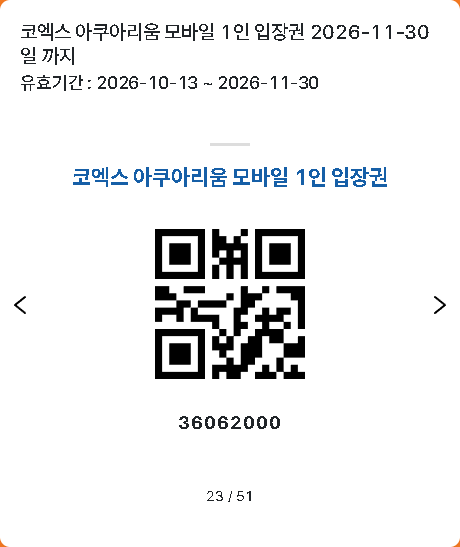 코엑스 아쿠아리움 모바일 1인 입장권 2026-11-30
일 까지
유효기간 : 2026-10-13 ~ 2026-11-30
코엑스 아쿠아리움 모바일 1인 입장권
36062000
23 / 51